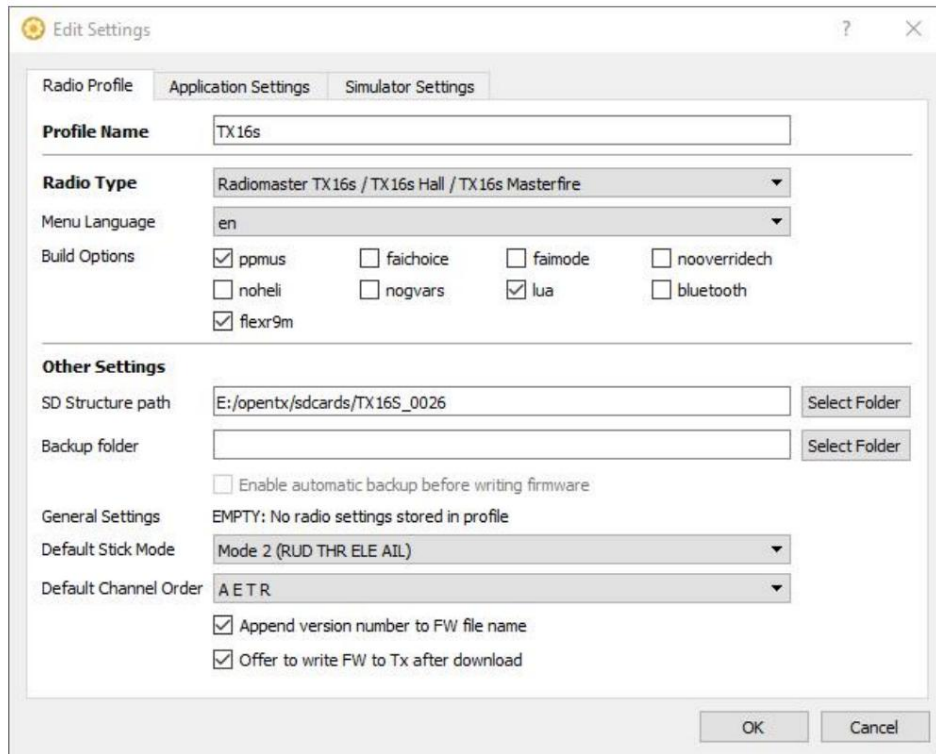 Edit Settings ?
Radio Profile Application Settings Simulator Settings
Profile Name TX16s
Radio Type Radiomaster TX16s / TX16s Hall / TX16s Masterfire
Menu Language en
Build Options ppmus faichoice faimode nooverridech
noheli nogvars lua bluetooth
flexr9m
Other Settings
SD Structure path E:/opentx/sdcards/TX16S_0026 Select Folder
Backup folder Select Folder
Enable automatic backup before writing firmware
General Settings EMPTY: No radio settings stored in profile
Default Stick Mode Mode 2 (RUD THR ELE AIL)
Default Channel Order A E T R
Append version number to FW file name
Offer to write FW to Tx after download
OK Cancel